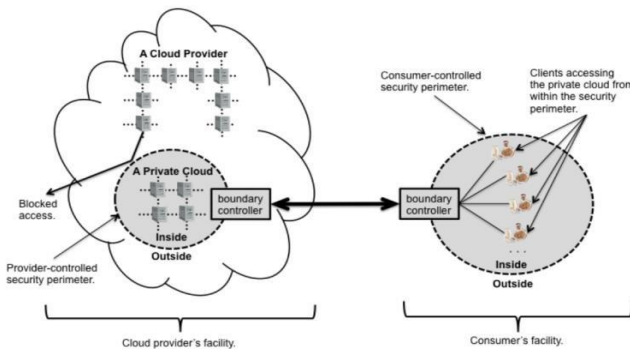 A Cloud Provider
Consumer-controlled
security perimeter.
Clients accessing
the private cloud from
within the security
perimeter.
A Private Cloud
Blocked
access.
boundary
controller
boundary
controller
Inside
Outside
Provider-controlled
security perimeter.
. . .
Inside
Outside
Cloud provider's facility.
Consumer's facility.